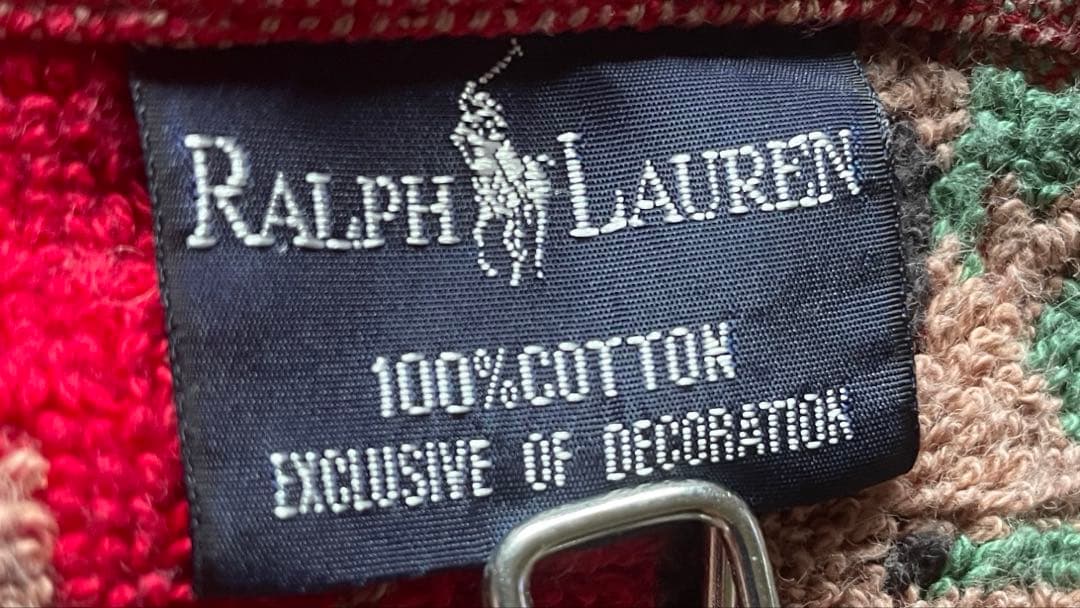 RALPH LAUREN
100% COTTON
EXCLUSIVE OF DECORATION